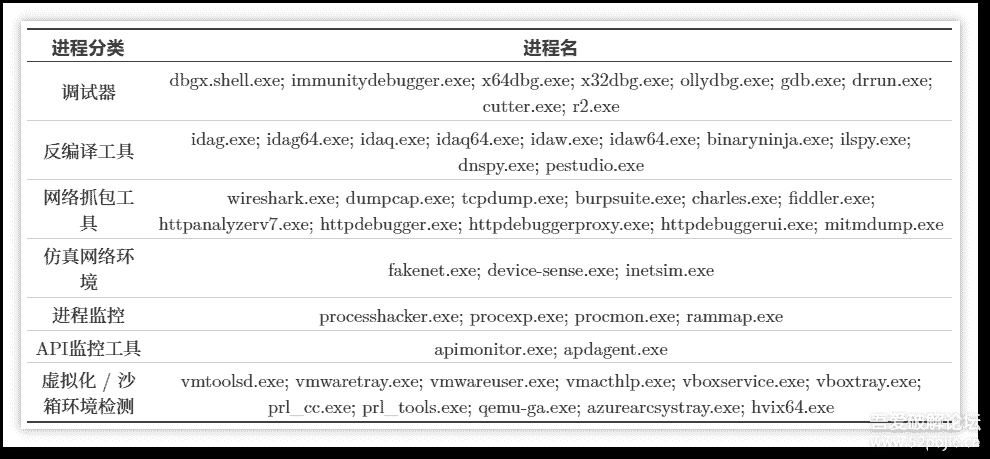 进程分类 进程名
调试器 dbgx.shell.exe; immunitydebugger.exe; x64dbg.exe; x32dbg.exe; ollydbg.exe; gdb.exe; drrun.exe;
cutter.exe; r2.exe
反编译工具 idag.exe; idag64.exe; idaq.exe; idaq64.exe; idaw.exe; idaw64.exe; binaryninja.exe; ilspy.exe;
dnspy.exe; pestudio.exe
网络抓包工 wireshark.exe; dumpcap.exe; tcpdump.exe; burpsuite.exe; charles.exe; fiddler.exe;
具 httpanalyzerv7.exe; httpdebugger.exe; httpdebuggerproxy.exe; httpdebuggerui.exe; mitmdump.exe
仿真网络环
境 fakenet.exe; device-sense.exe; inetsim.exe
进程监控 processhacker.exe; procexp.exe; procmon.exe; rammap.exe
API监控工具 apimonitor.exe; apdagent.exe
虚拟化 / 沙 vmtoolsd.exe; vmwaretray.exe; vmwareuser.exe; vmacthlp.exe; vboxservice.exe; vboxtray.exe;
箱环境检测 prl_cc.exe; prl_tools.exe; qemu-ga.exe; azurearcsystray.exe; hvix64.exe
吾爱破解论坛